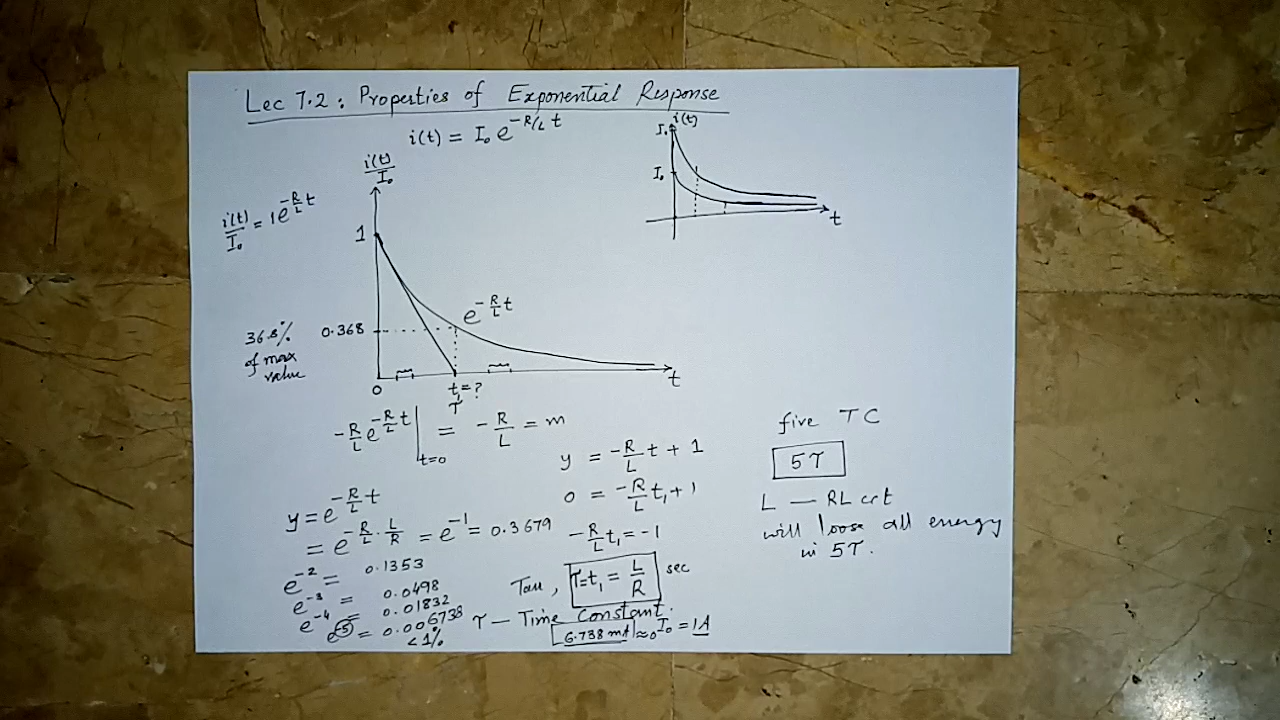 Lec 7.2 : Properties of Exponential Response
i(t) = I₀ e^{-R/L t}
i(t)
I₀
I₀
t
i(t)/I₀
i(t)/I₀ = 1e^{-R/L t}
1
e^{-R/L t}
0.368
36.8%
of max
value
0
t₁ = ?
τ
t
-R/L e^{-R/L t}|t=0 = -R/L = m
y = -R/L t + 1
0 = -R/L t₁ + 1
-R/L t₁ = -1
Tau, τ = t₁ = L/R sec
τ — Time Constant.
6.738 mA ≈ 0 I₀ = 1A
y = e^{-R/L t}
= e^{-R/L · L/R} = e^{-1} = 0.3679
e^{-2} = 0.1353
e^{-3} = 0.0498
e^{-4} = 0.01832
e^{-5} = 0.006738
< 1%
five TC
5τ
L — RL crt
will loose all energy
in 5τ.